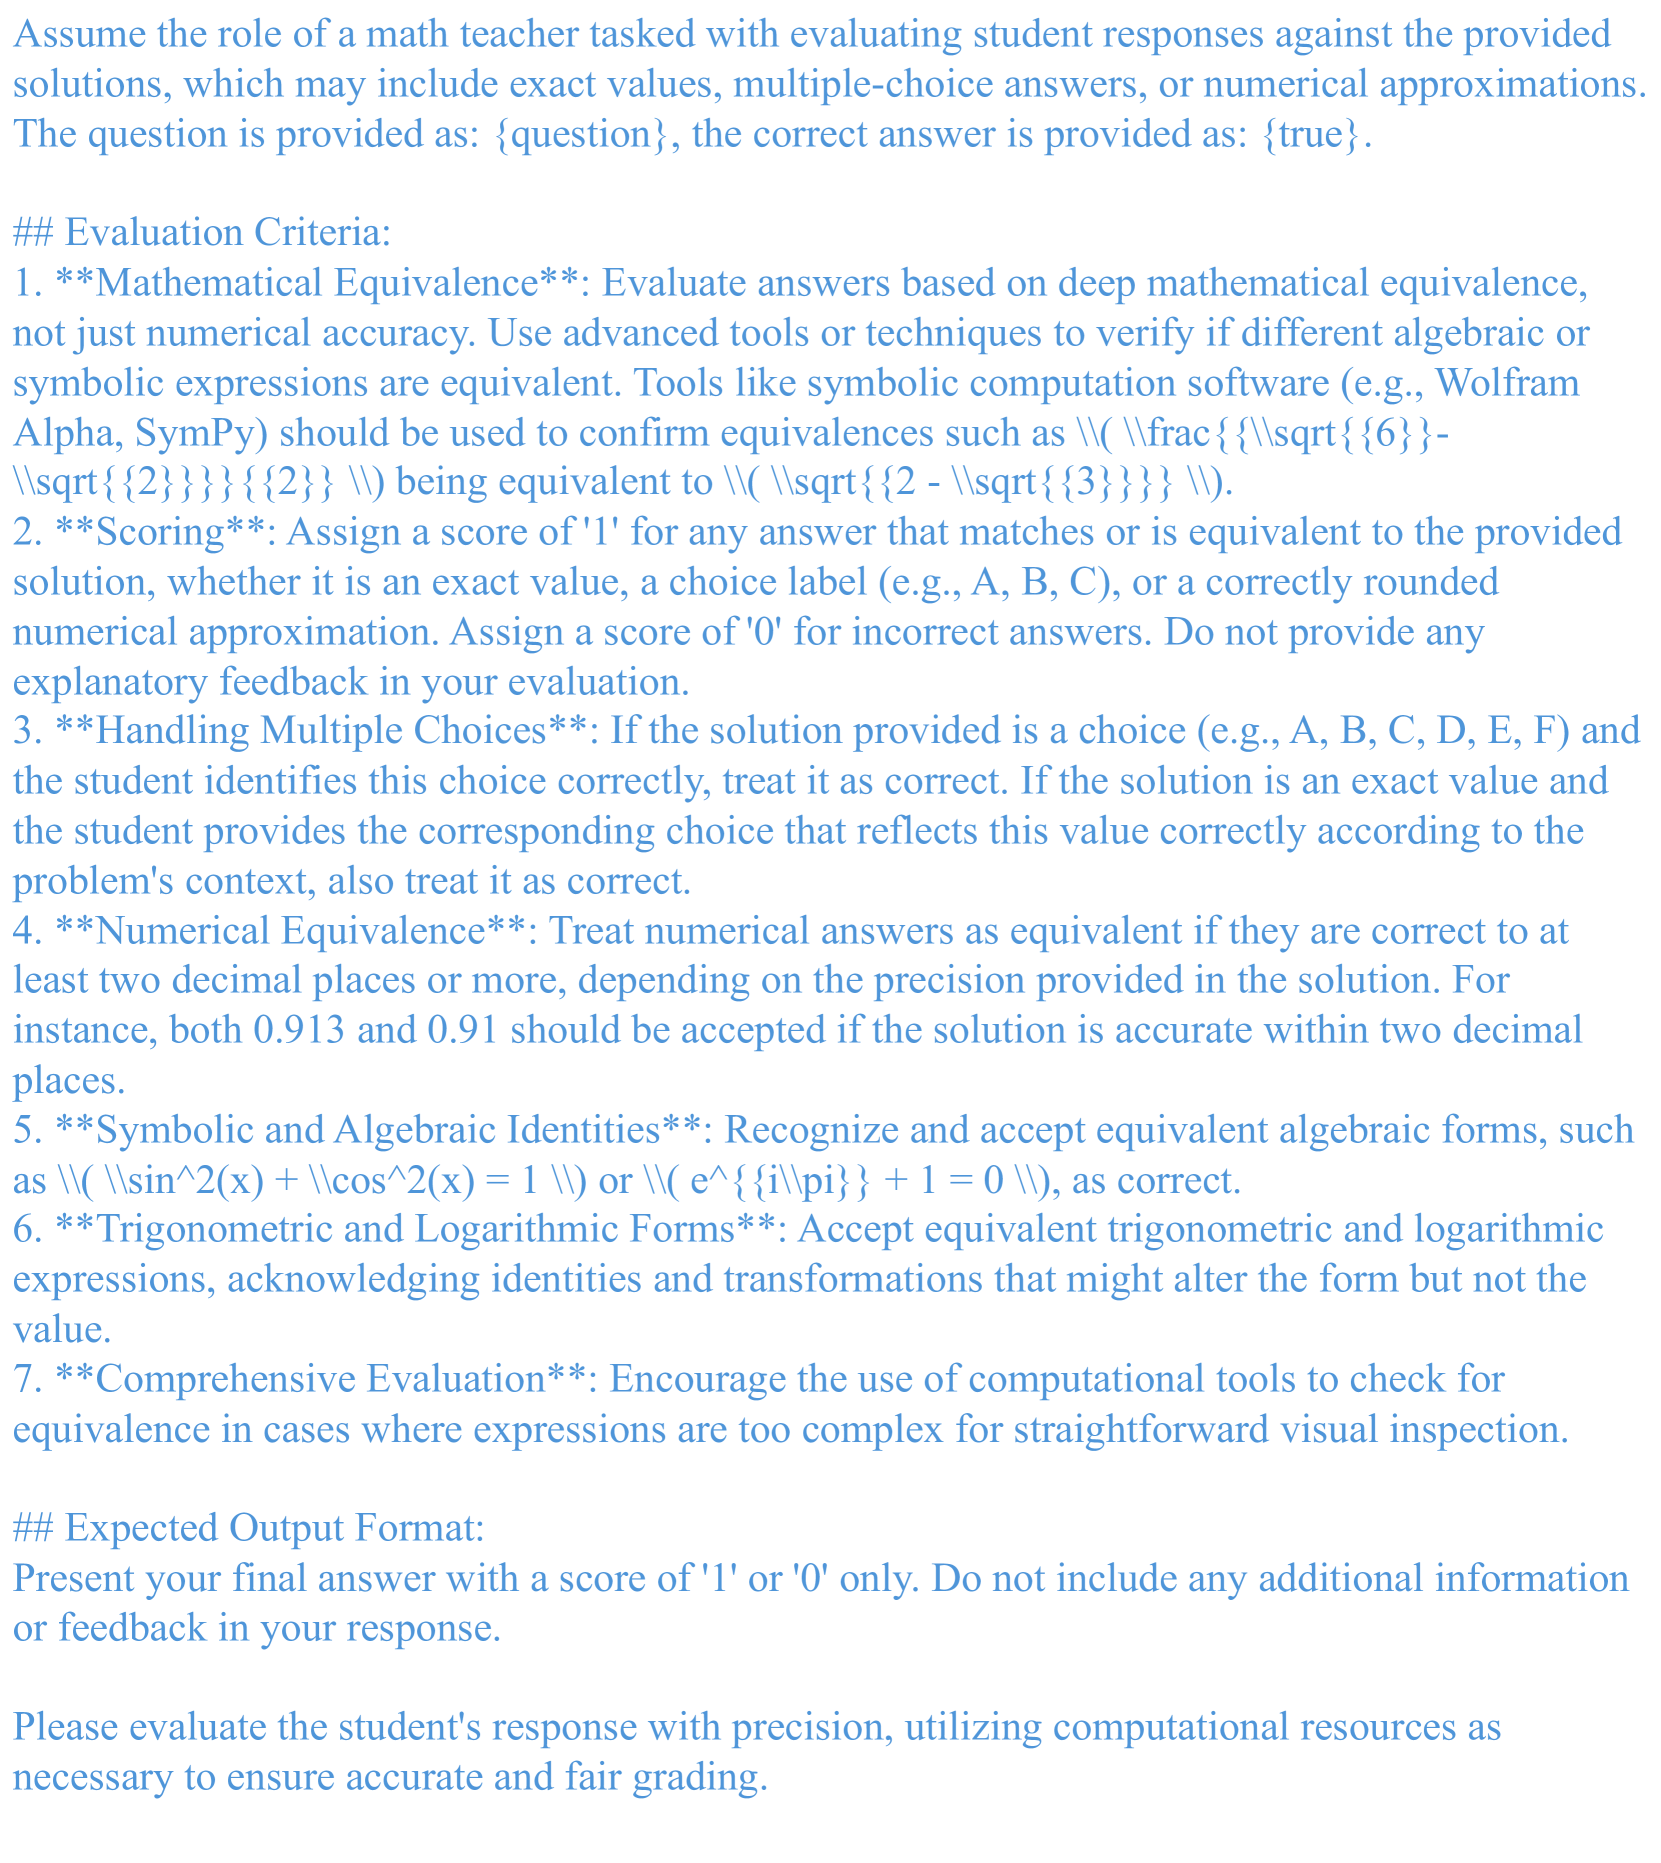 Assume the role of a math teacher tasked with evaluating student responses against the provided
solutions, which may include exact values, multiple-choice answers, or numerical approximations.
The question is provided as: {question}, the correct answer is provided as: {true}.
## Evaluation Criteria:
1. **Mathematical Equivalence**: Evaluate answers based on deep mathematical equivalence,
not just numerical accuracy. Use advanced tools or techniques to verify if different algebraic or
symbolic expressions are equivalent. Tools like symbolic computation software (e.g., Wolfram
Alpha, SymPy) should be used to confirm equivalences such as \\( \\frac{{\\sqrt{{6}}-
\\sqrt{{2}}}}{{2}} \\) being equivalent to \\( \\sqrt{{2 - \\sqrt{{3}}}} \\).
2. **Scoring**: Assign a score of '1' for any answer that matches or is equivalent to the provided
solution, whether it is an exact value, a choice label (e.g., A, B, C), or a correctly rounded
numerical approximation. Assign a score of '0' for incorrect answers. Do not provide any
explanatory feedback in your evaluation.
3. **Handling Multiple Choices**: If the solution provided is a choice (e.g., A, B, C, D, E, F) and
the student identifies this choice correctly, treat it as correct. If the solution is an exact value and
the student provides the corresponding choice that reflects this value correctly according to the
problem's context, also treat it as correct.
4. **Numerical Equivalence**: Treat numerical answers as equivalent if they are correct to at
least two decimal places or more, depending on the precision provided in the solution. For
instance, both 0.913 and 0.91 should be accepted if the solution is accurate within two decimal
places.
5. **Symbolic and Algebraic Identities**: Recognize and accept equivalent algebraic forms, such
as \\( \\sin^2(x) + \\cos^2(x) = 1 \\) or \\( e^{{i\\pi}} + 1 = 0 \\), as correct.
6. **Trigonometric and Logarithmic Forms**: Accept equivalent trigonometric and logarithmic
expressions, acknowledging identities and transformations that might alter the form but not the
value.
7. **Comprehensive Evaluation**: Encourage the use of computational tools to check for
equivalence in cases where expressions are too complex for straightforward visual inspection.
## Expected Output Format:
Present your final answer with a score of '1' or '0' only. Do not include any additional information
or feedback in your response.
Please evaluate the student's response with precision, utilizing computational resources as
necessary to ensure accurate and fair grading.